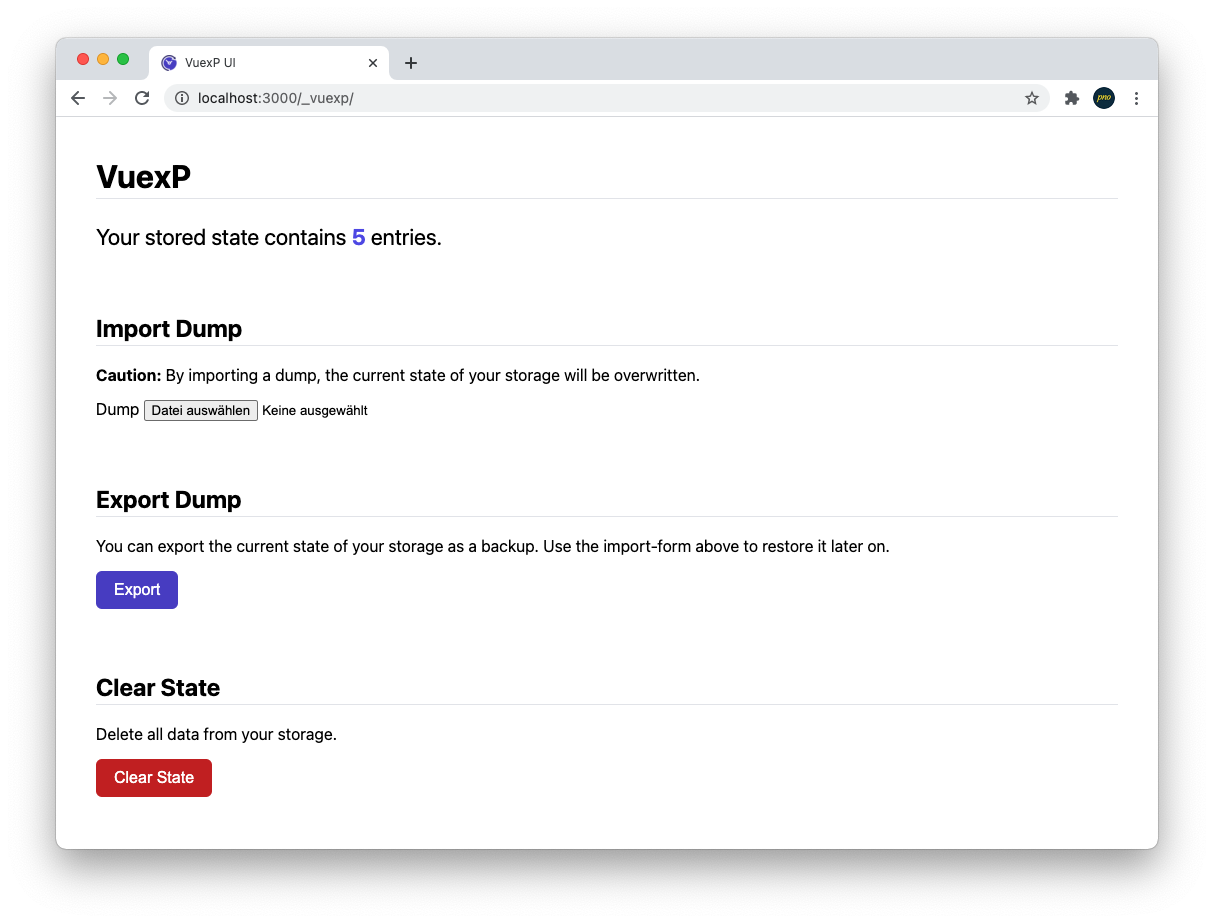 VuexP UI
localhost:3000/_vuexp/
pno
VuexP
Your stored state contains 5 entries.
Import Dump
Caution: By importing a dump, the current state of your storage will be overwritten.
Dump Datei auswählen Keine ausgewählt
Export Dump
You can export the current state of your storage as a backup. Use the import-form above to restore it later on.
Export
Clear State
Delete all data from your storage.
Clear State